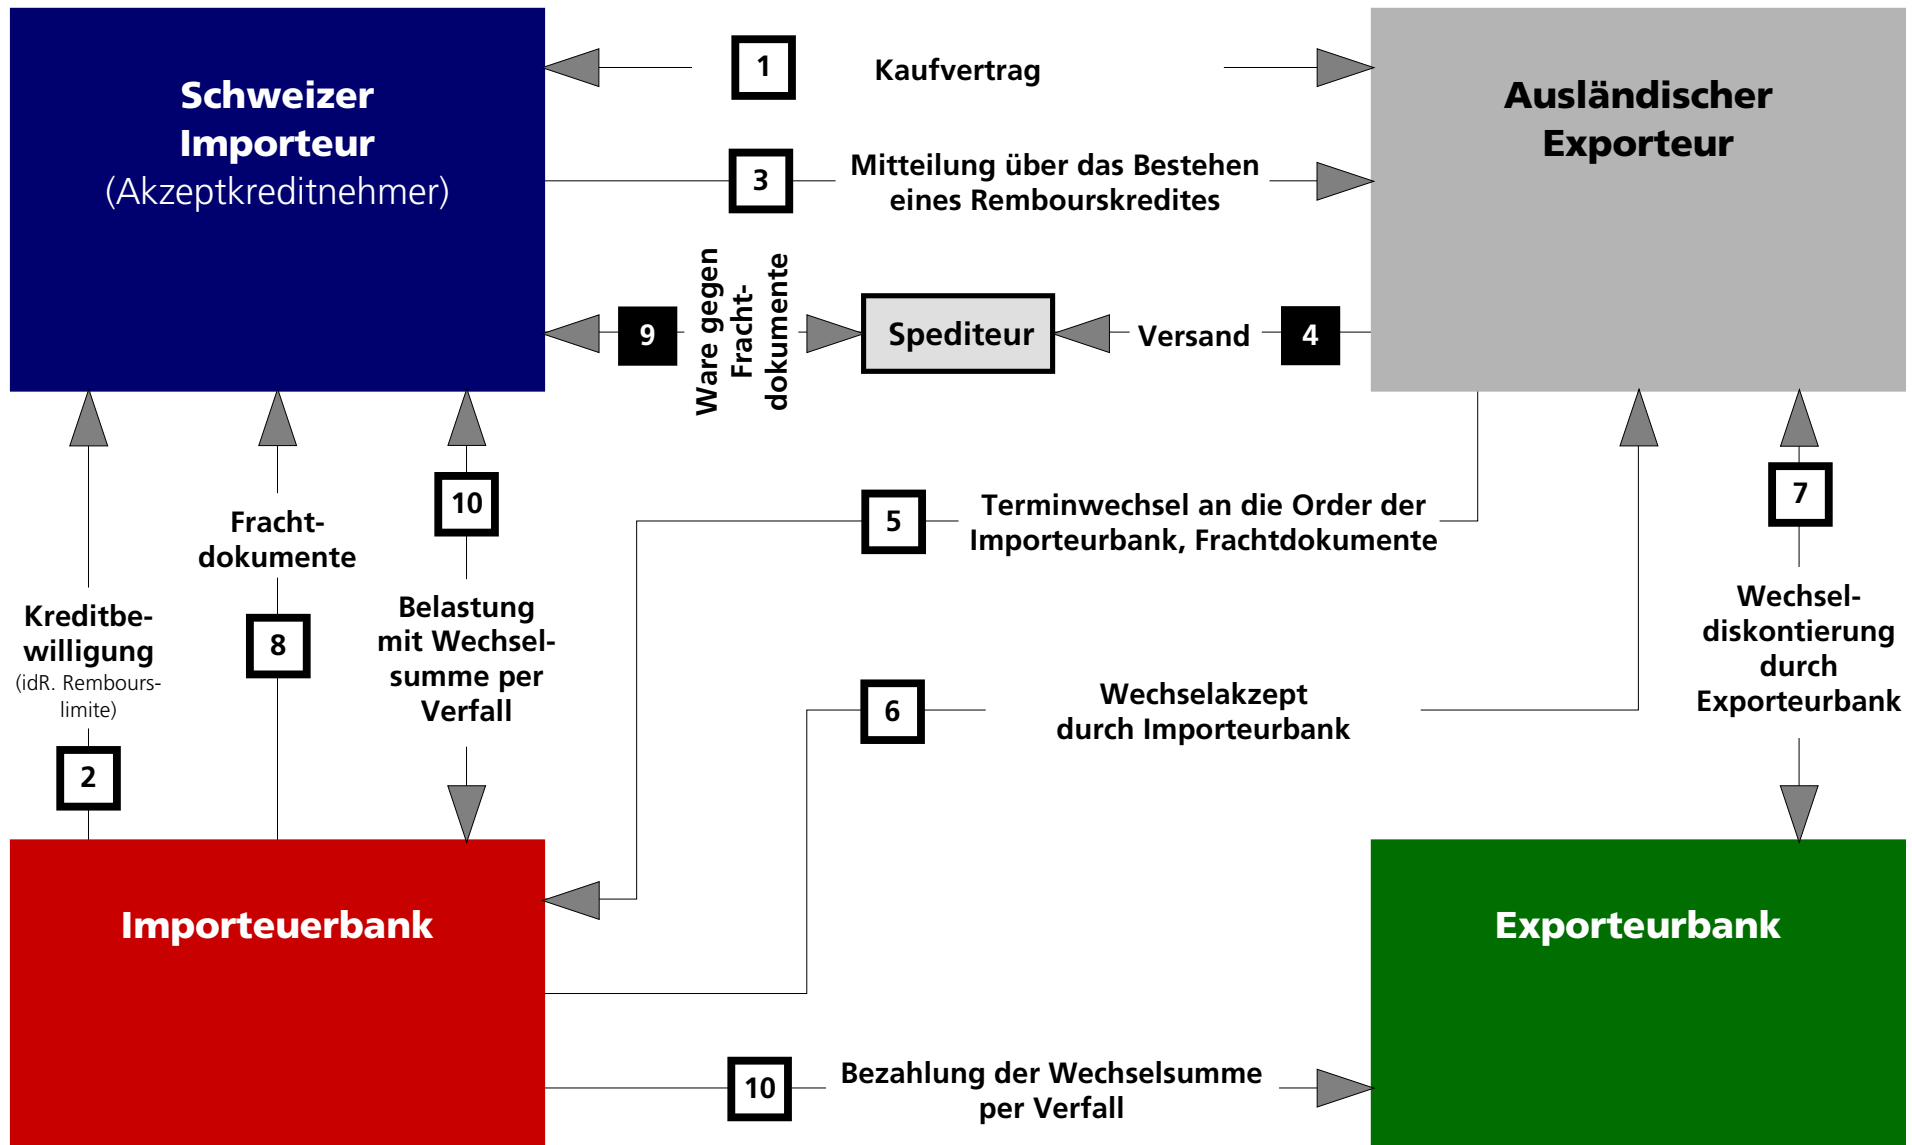 Schweizer
Importeur
(Akzeptkreditnehmer)
1
Kaufvertrag
Ausländischer
Exporteur
3
Mitteilung über das Bestehen
eines Rembourskredites
9
Ware gegen
Fracht-
dokumente
Spediteur
Versand
4
Kreditbe-
willigung
(idR. Rembours-
limite)
2
Fracht-
dokumente
8
10
Belastung
mit Wechsel-
summe per
Verfall
5
Terminwechsel an die Order der
Importeurbank, Frachtdokumente
6
Wechselakzept
durch Importeurbank
7
Wechsel-
diskontierung
durch
Exporteurbank
Importeuerbank
Exporteurbank
10
Bezahlung der Wechselsumme
per Verfall